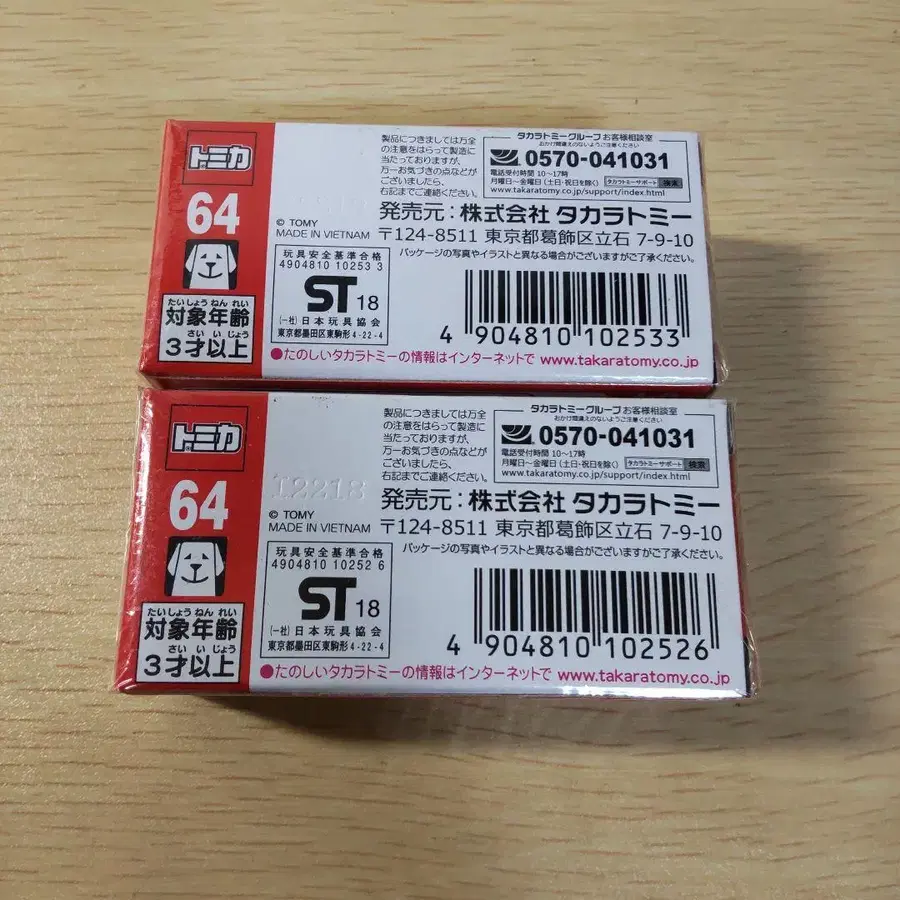 トミカ
64
たいしょうねんれい
対象年齢
さいいじょう
3才以上
© TOMY
MADE IN VIETNAM
製品につきましては万全
の注意をはらって製造に
当たっておりますが、
万一お気づきの点などが
ございましたら、
右記までご連絡ください。
タカラトミーグループ お客様相談室
おかけ間違えのないようご注意ください
0570-041031
電話受付時間 10～17時
月曜日～金曜日 (土・日・祝日を除く) タカラトミーサポート 検索
www.takaratomy.co.jp/support/index.html
発売元：株式会社 タカラトミー
〒124-8511 東京都葛飾区立石 7-9-10
パッケージの写真やイラストと異なる場合がございますがご了承ください。
玩具安全基準合格
4904810 10253 3
ST 18
(一社)日本玩具協会
東京都墨田区東駒形4-22-4
4 904810 102533
●たのしいタカラトミーの情報はインターネットで www.takaratomy.co.jp
トミカ
64
たいしょうねんれい
対象年齢
さいいじょう
3才以上
12218
© TOMY
MADE IN VIETNAM
製品につきましては万全
の注意をはらって製造に
当たっておりますが、
万一お気づきの点などが
ございましたら、
右記までご連絡ください。
タカラトミーグループ お客様相談室
おかけ間違えのないようご注意ください
0570-041031
電話受付時間 10～17時
月曜日～金曜日 (土・日・祝日を除く) タカラトミーサポート 検索
www.takaratomy.co.jp/support/index.html
発売元：株式会社 タカラトミー
〒124-8511 東京都葛飾区立石 7-9-10
パッケージの写真やイラストと異なる場合がございますがご了承ください。
玩具安全基準合格
4904810 10252 6
ST 18
(一社)日本玩具協会
東京都墨田区東駒形4-22-4
4 904810 102526
●たのしいタカラトミーの情報はインターネットで www.takaratomy.co.jp